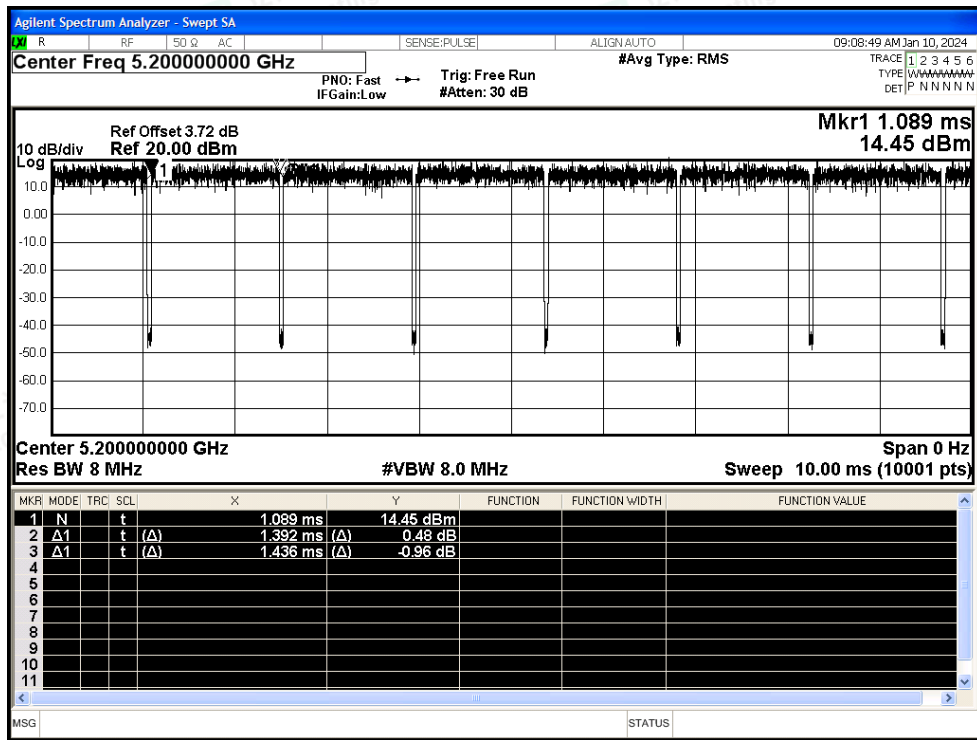 Agilent Spectrum Analyzer - Swept SA
LXI R RF 50 Ω AC SENSE:PULSE ALIGN AUTO 09:08:49 AM Jan 10, 2024
Center Freq 5.200000000 GHz #Avg Type: RMS TRACE 1 2 3 4 5 6
PNO: Fast Trig: Free Run TYPE WWWWWW
IFGain:Low #Atten: 30 dB DET P N N N N N
Mkr1 1.089 ms
14.45 dBm
Ref Offset 3.72 dB
10 dB/div Ref 20.00 dBm
Log
1
10.0
0.00
-10.0
-20.0
-30.0
-40.0
-50.0
-60.0
-70.0
Center 5.200000000 GHz Span 0 Hz
Res BW 8 MHz #VBW 8.0 MHz Sweep 10.00 ms (10001 pts)
MKR MODE TRC SCL X Y FUNCTION FUNCTION WIDTH FUNCTION VALUE
1 N t 1.089 ms 14.45 dBm
2 Δ1 t (Δ) 1.392 ms (Δ) 0.48 dB
3 Δ1 t (Δ) 1.436 ms (Δ) -0.96 dB
4
5
6
7
8
9
10
11
MSG STATUS